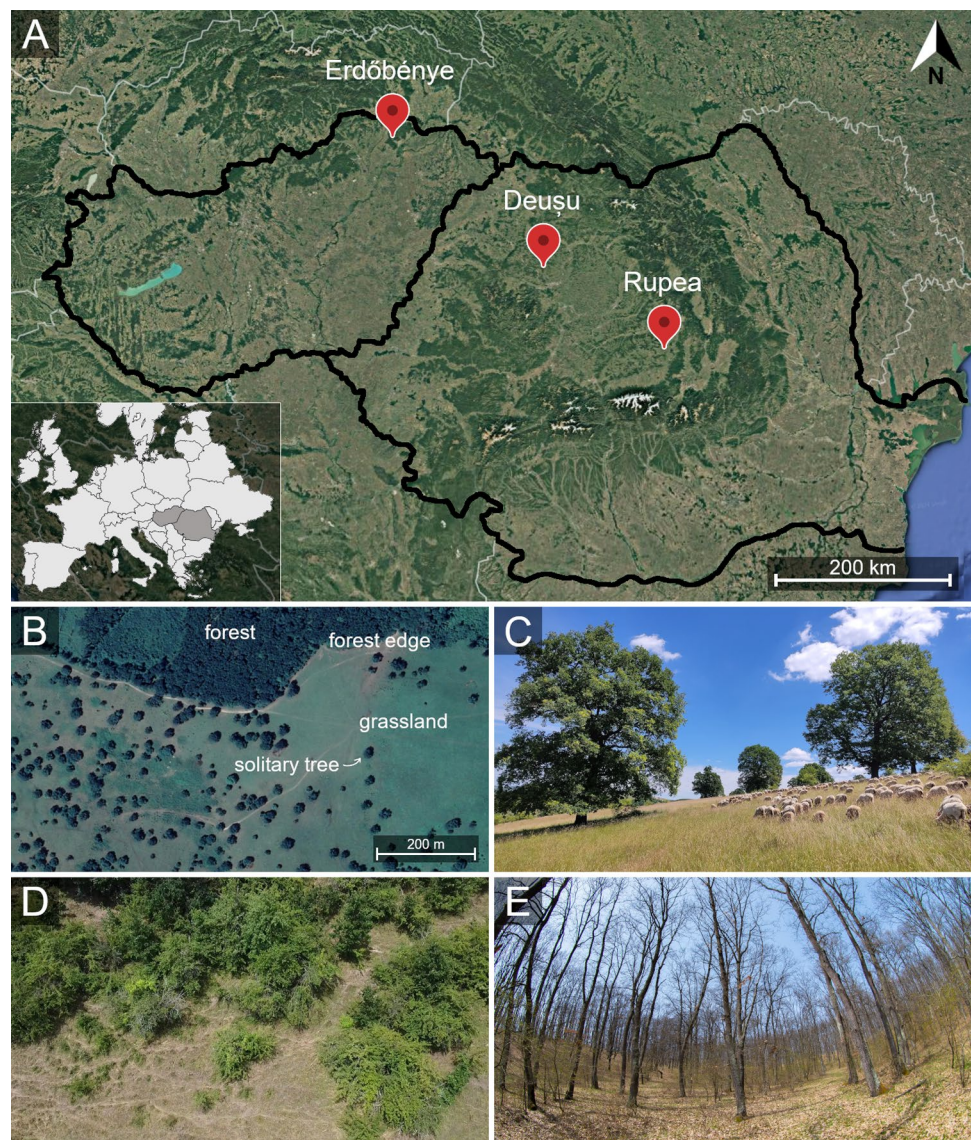 A
Erdőbénye
N
Deușu
Rupea
200 km
B
forest
forest edge
grassland
solitary tree
200 m
C
D
E